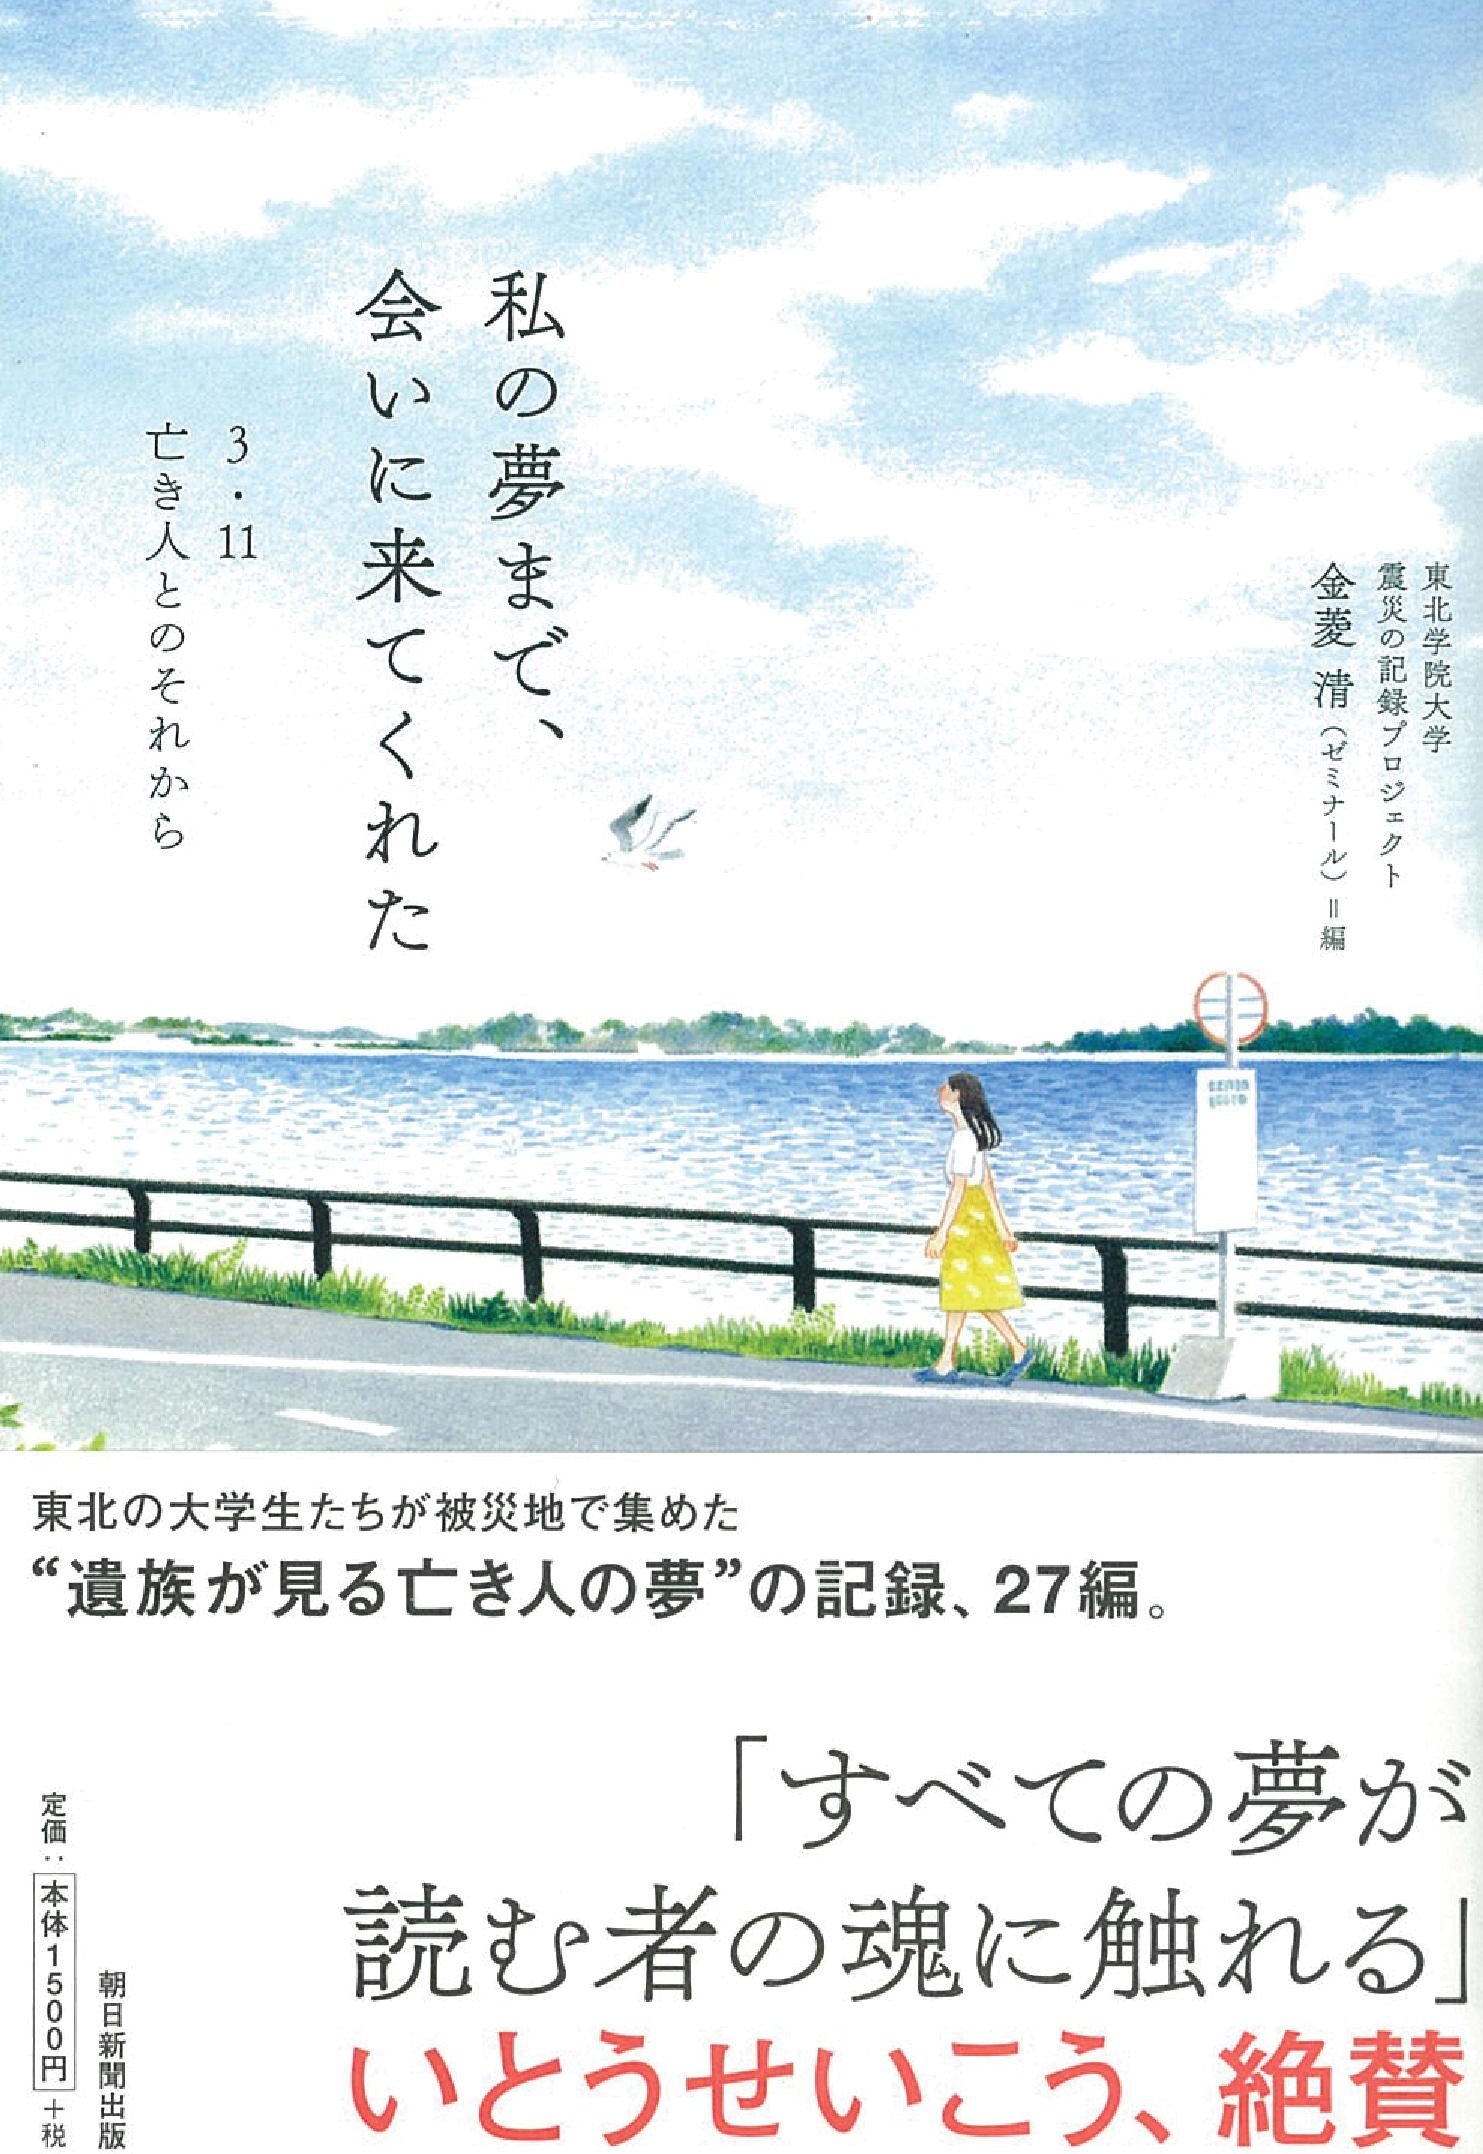 私の夢まで、
会いに来てくれた
3・11
亡き人とのそれから
東北学院大学
震災の記録プロジェクト
金菱 清（ゼミナール）＝編
東北の大学生たちが被災地で集めた
“遺族が見る亡き人の夢”の記録、27編。
「すべての夢が
読む者の魂に触れる」
いとうせいこう、絶賛
朝日新聞出版
定価：本体1500円＋税